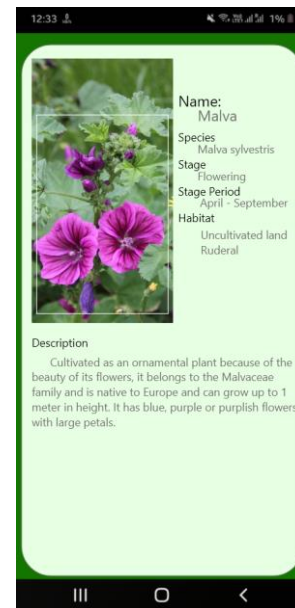 12:33
1%
Name:
Malva
Species
Malva sylvestris
Stage
Flowering
Stage Period
April - September
Habitat
Uncultivated land
Ruderal
Description
Cultivated as an ornamental plant because of the
beauty of its flowers, it belongs to the Malvaceae
family and is native to Europe and can grow up to 1
meter in height. It has blue, purple or purplish flowers
with large petals.